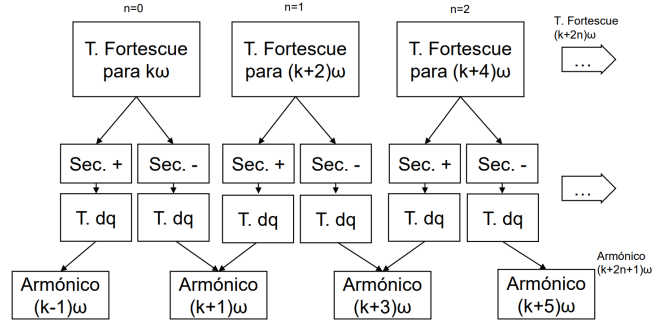 n=0
n=1
n=2
T. Fortescue
(k+2n)ω
T. Fortescue
para kω
T. Fortescue
para (k+2)ω
T. Fortescue
para (k+4)ω
...
Sec. +
Sec. -
Sec. +
Sec. -
Sec. +
Sec. -
...
T. dq
T. dq
T. dq
T. dq
T. dq
T. dq
Armónico
(k+2n+1)ω
Armónico
(k-1)ω
Armónico
(k+1)ω
Armónico
(k+3)ω
Armónico
(k+5)ω